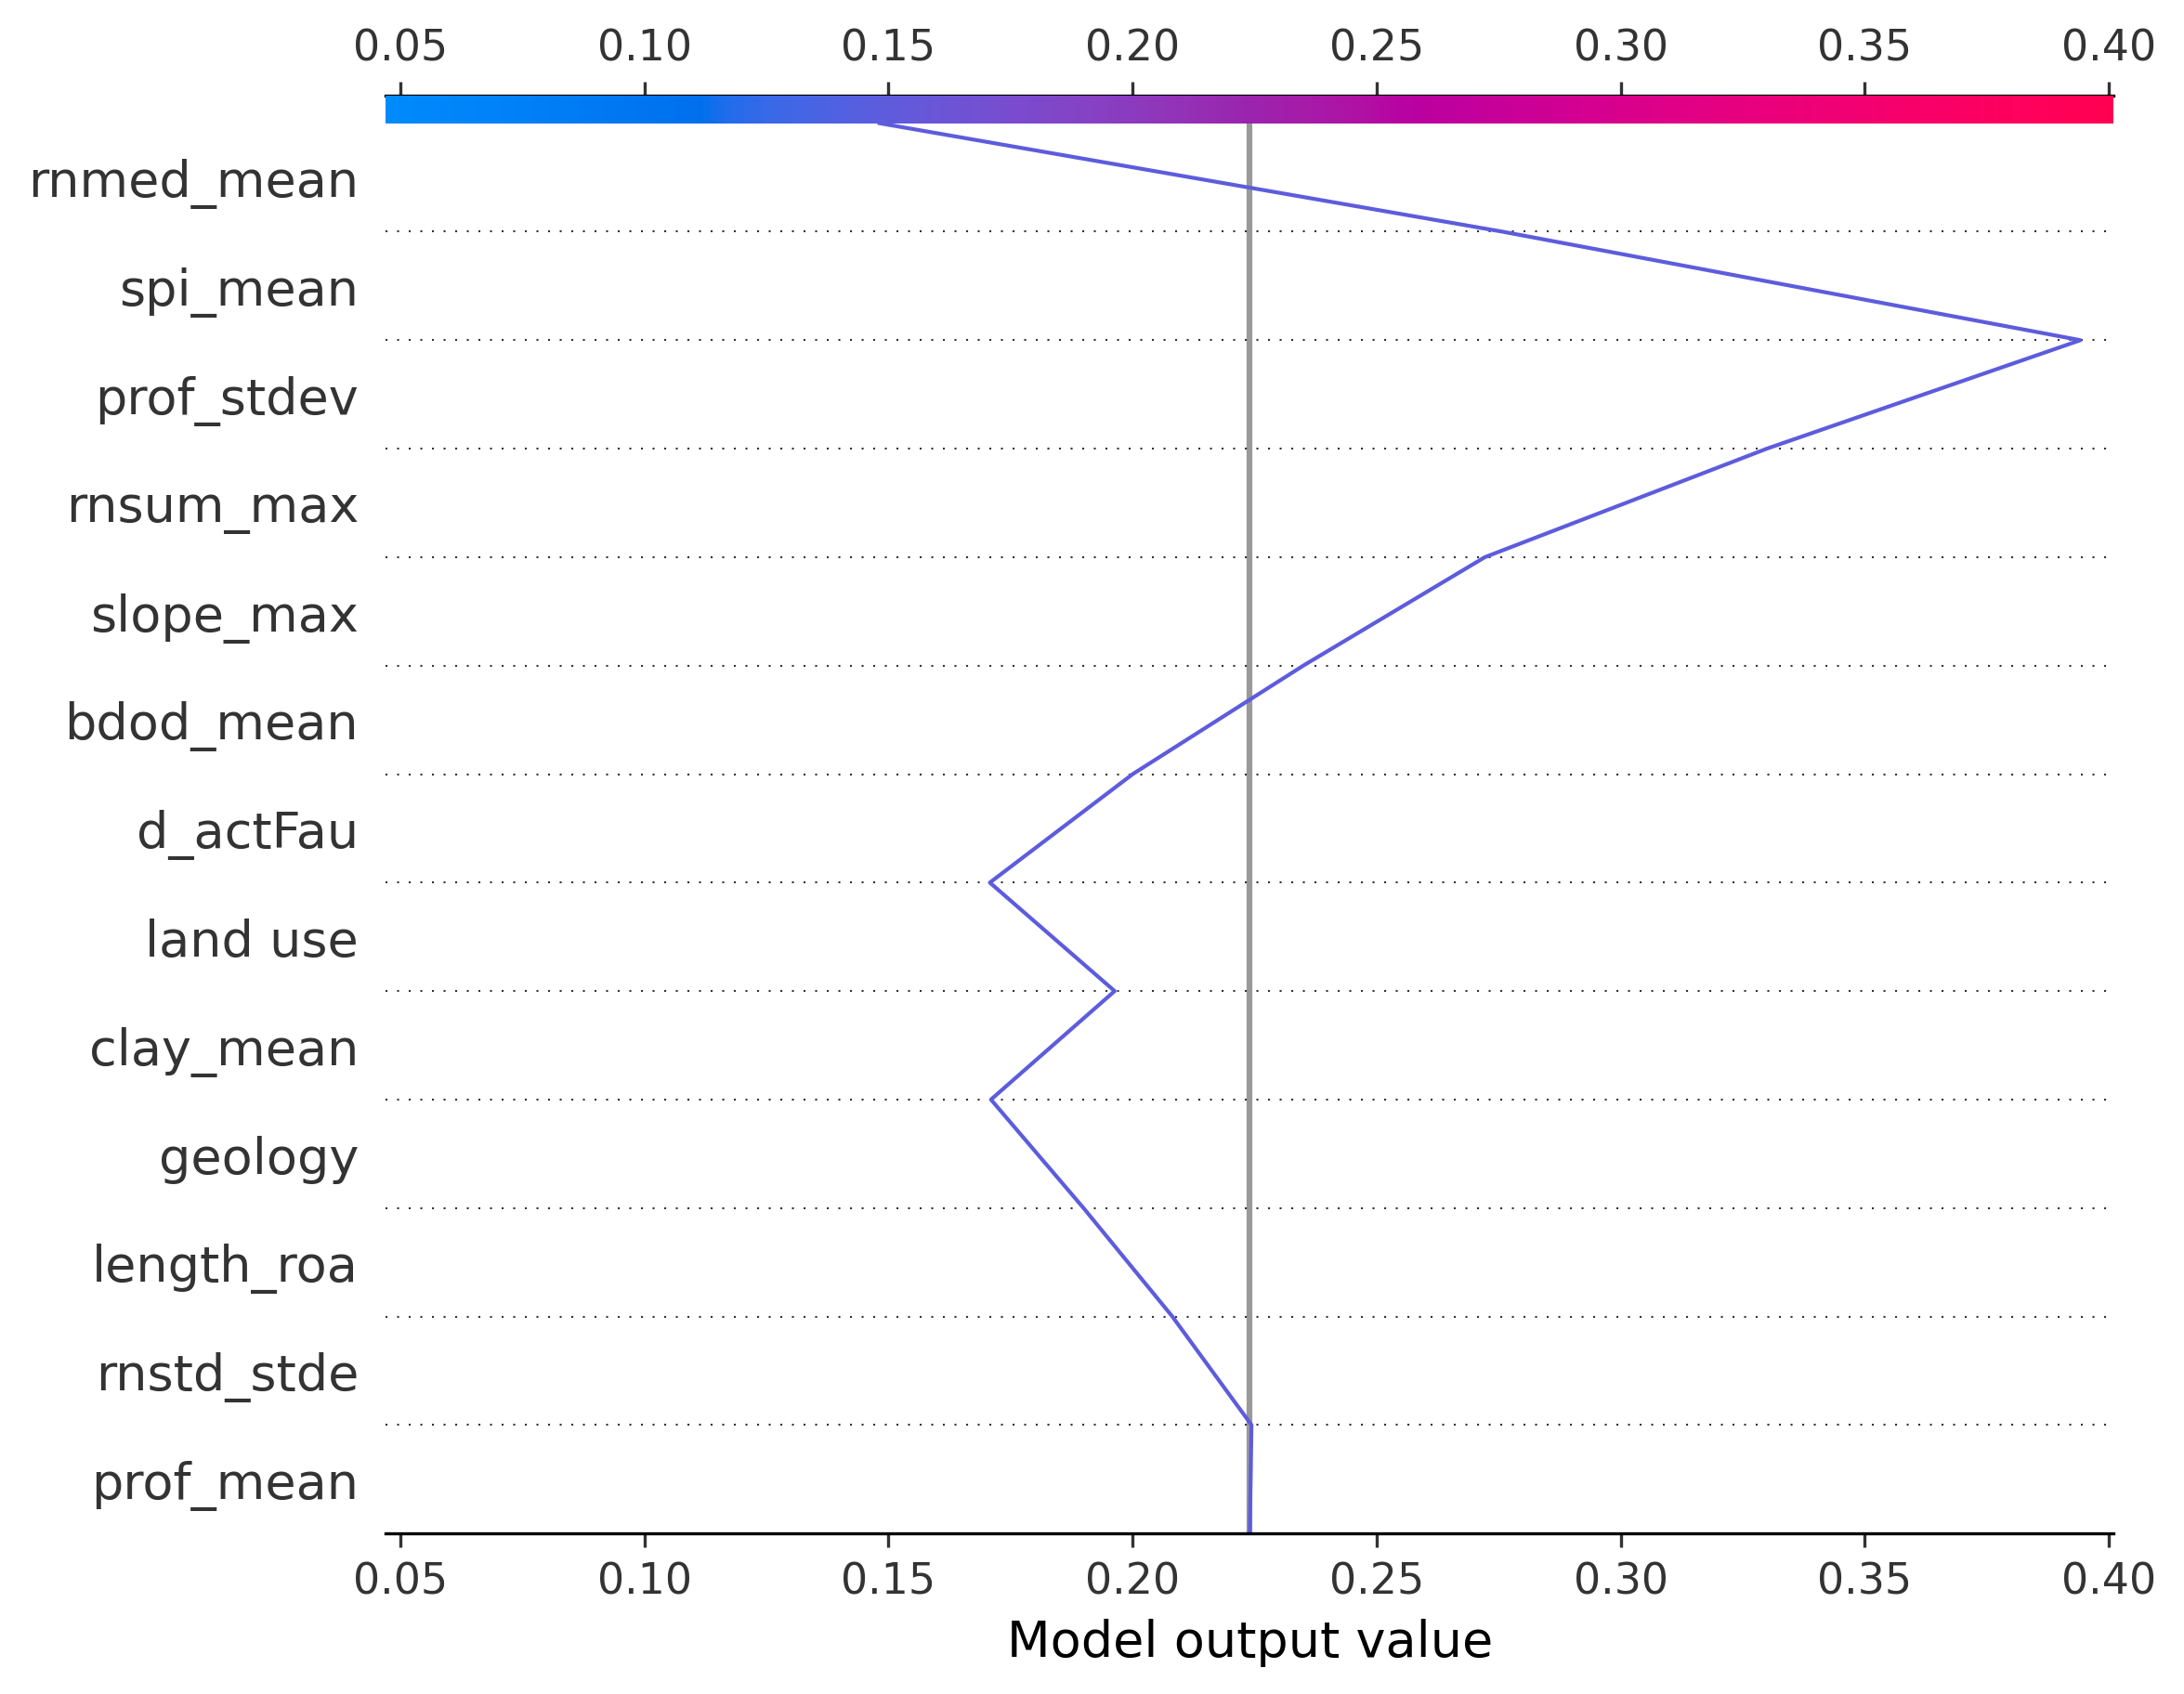 0.05 0.10 0.15 0.20 0.25 0.30 0.35 0.40
rnmed_mean
spi_mean
prof_stdev
rnsum_max
slope_max
bdod_mean
d_actFau
land use
clay_mean
geology
length_roa
rnstd_stde
prof_mean
0.05 0.10 0.15 0.20 0.25 0.30 0.35 0.40
Model output value